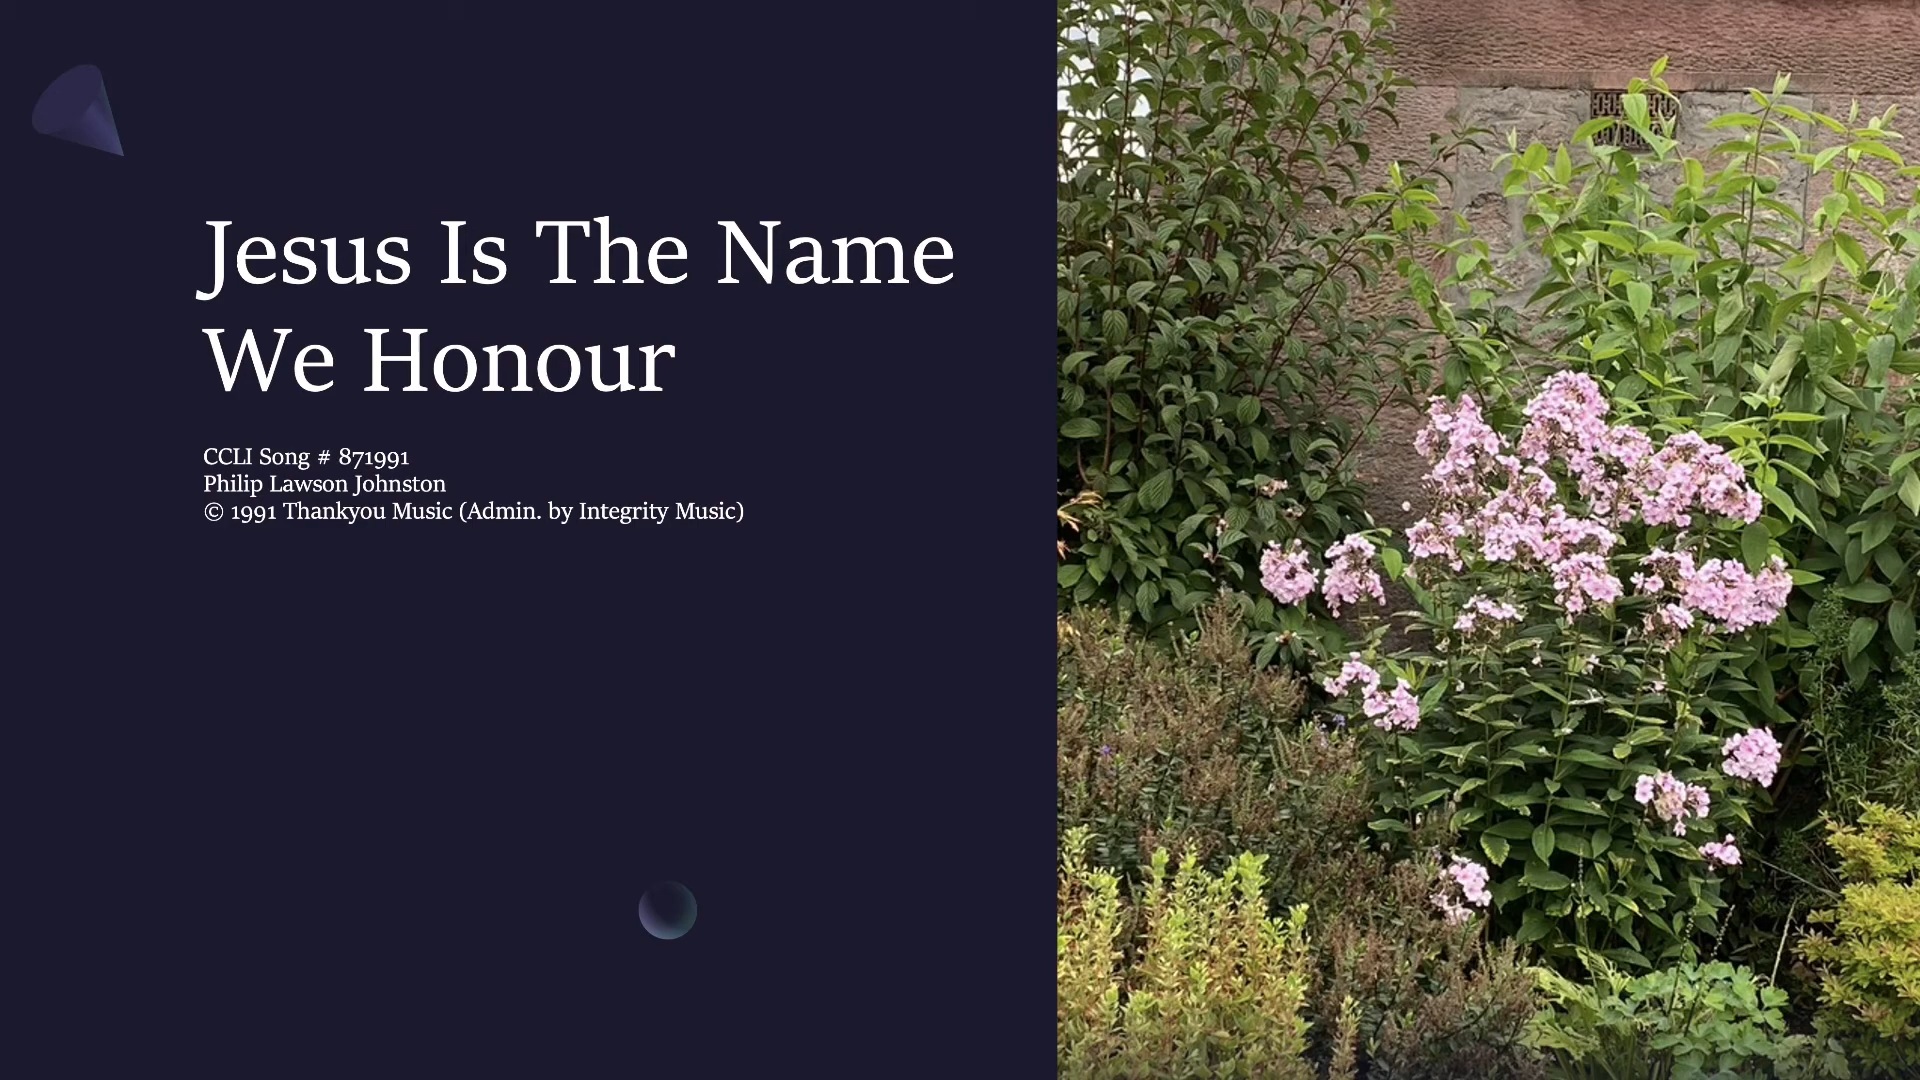 Jesus Is The Name
We Honour
CCLI Song # 871991
Philip Lawson Johnston
© 1991 Thankyou Music (Admin. by Integrity Music)